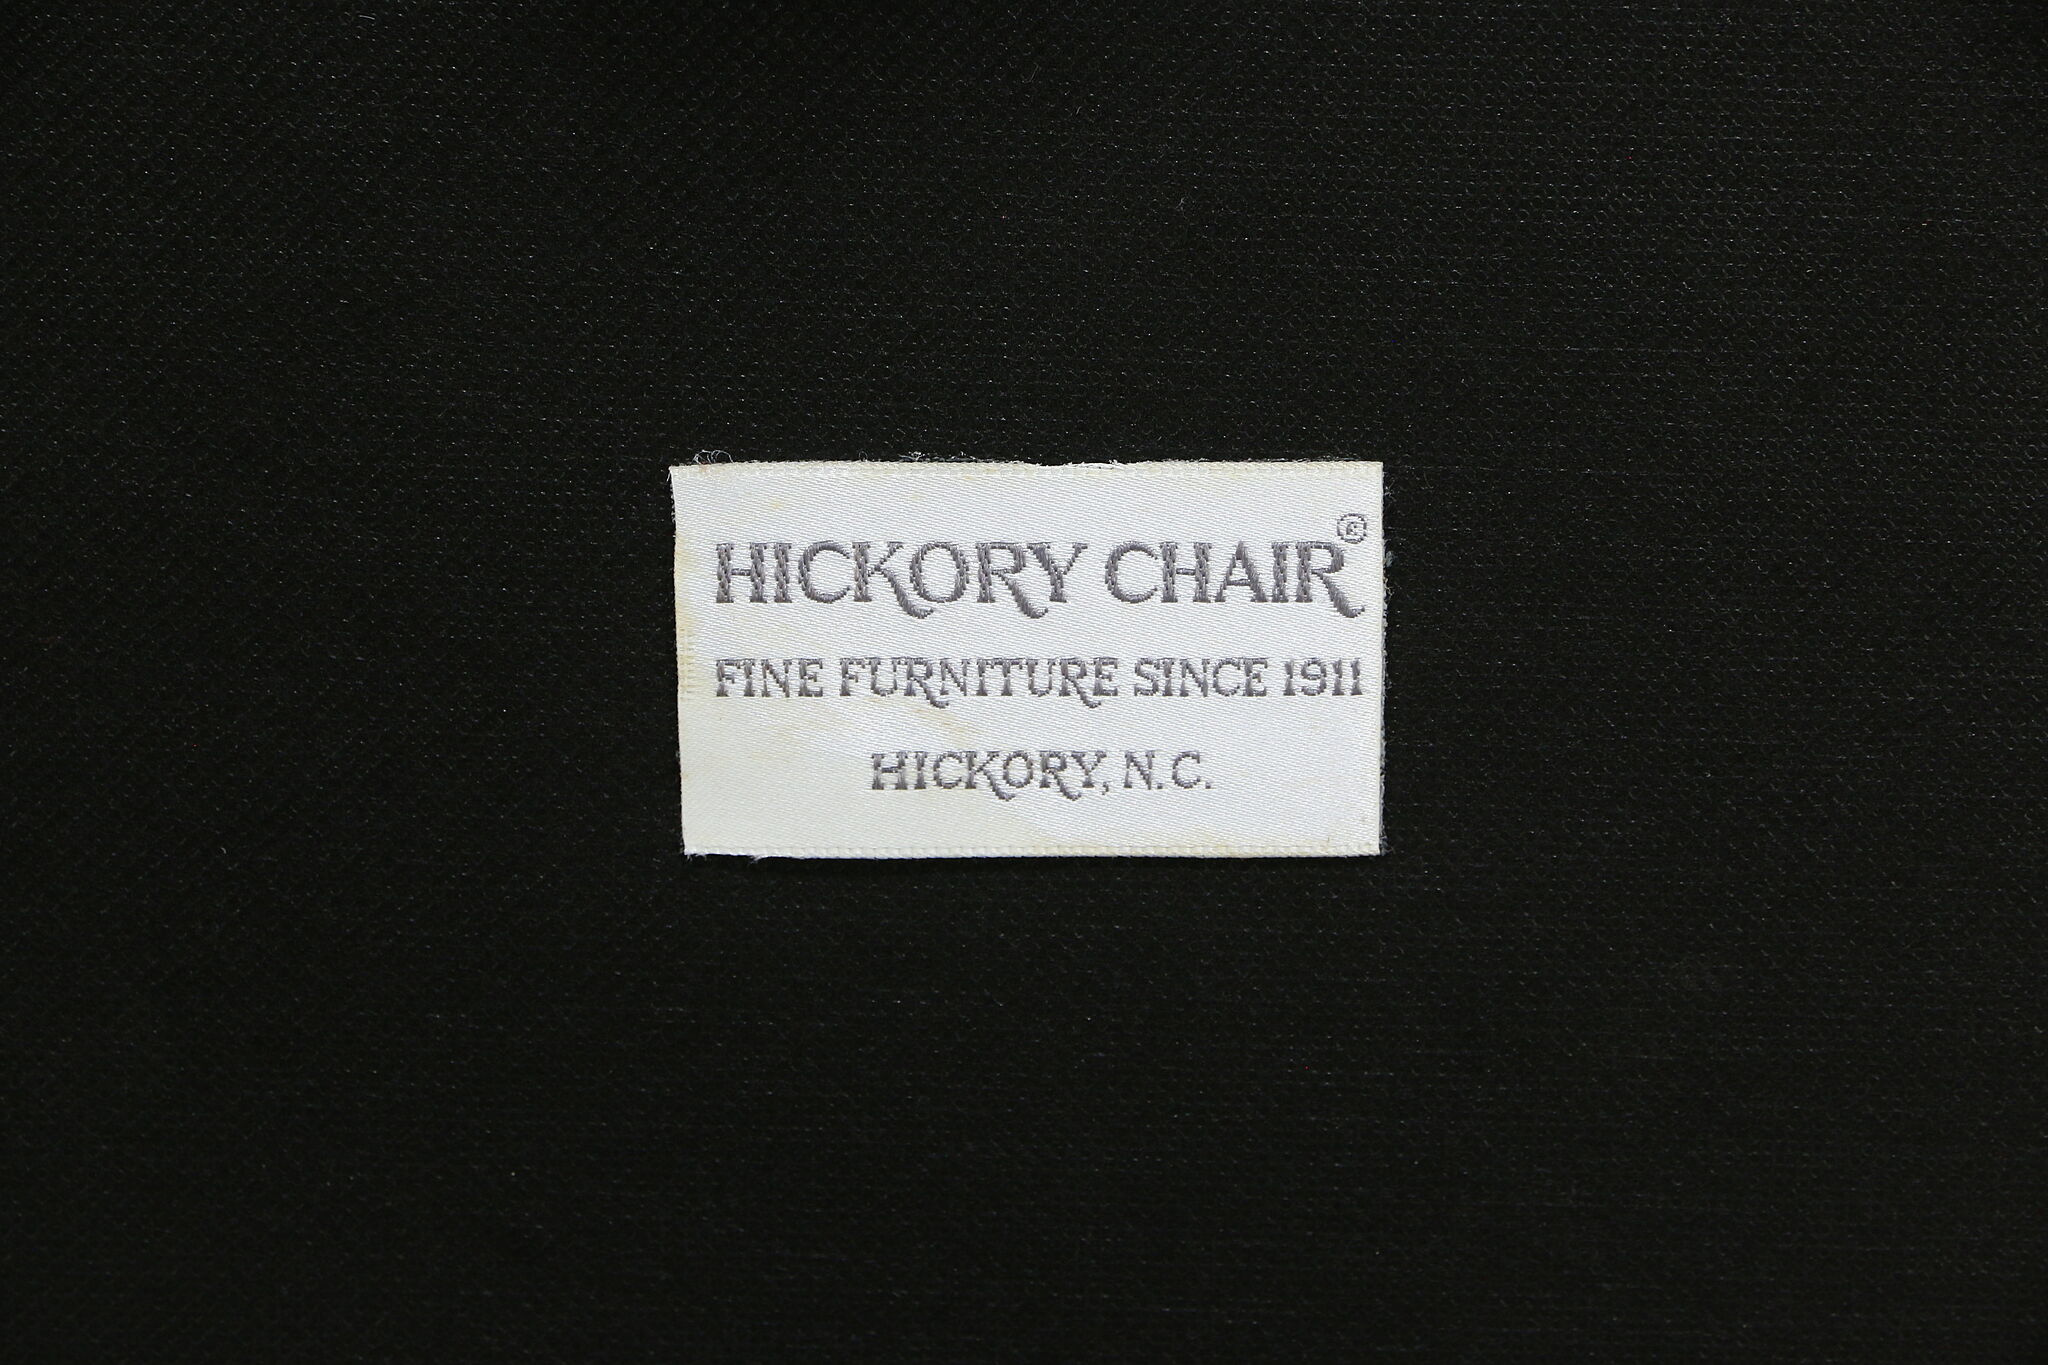 HICKORY CHAIR®
FINE FURNITURE SINCE 1911
HICKORY, N.C.